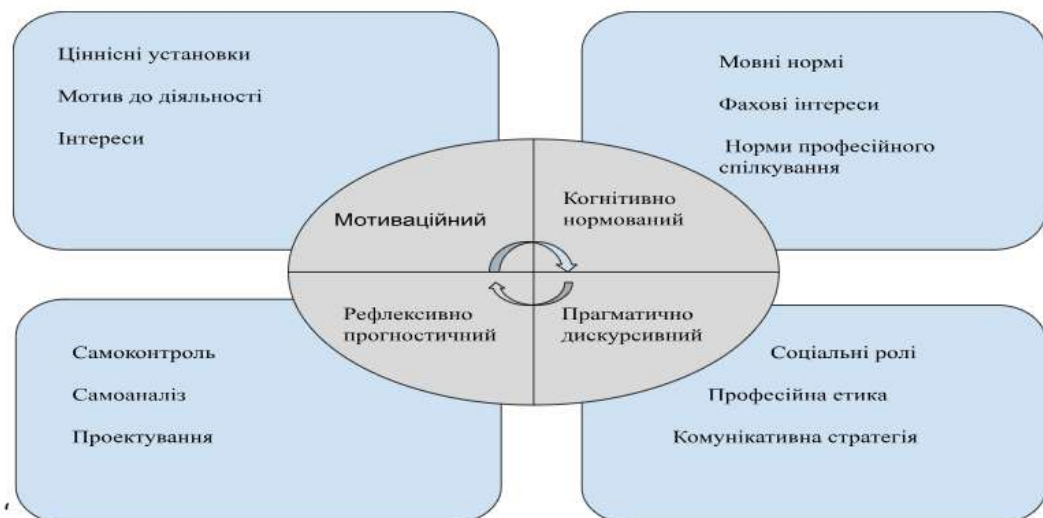 Ціннісні установки
Мотив до діяльності
Інтереси
Мовні нормі
Фахові інтереси
Норми професійного
спілкування
Мотиваційний
Когнитивно
нормований
Рефлексивно
прогностичний
Прагматично
дискурсивний
Самоконтроль
Самоаналіз
Проектування
Соціальні ролі
Професійна етика
Комунікативна стратегія